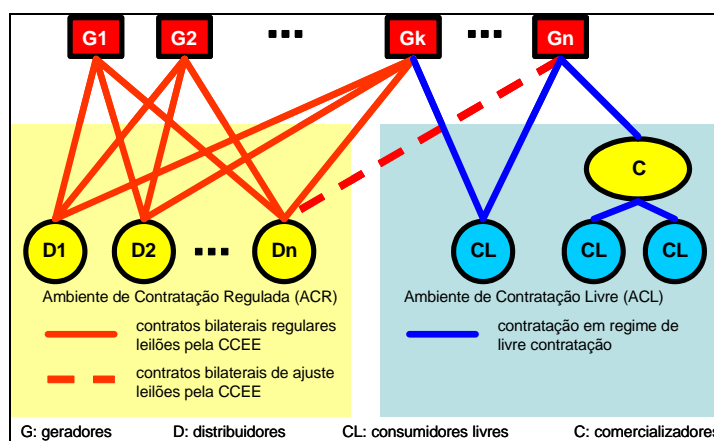 G1 G2 ... Gk ... Gn
C
D1 D2 ... Dn CL CL CL
Ambiente de Contratação Regulada (ACR)
Ambiente de Contratação Livre (ACL)
contratos bilaterais regulares
leilões pela CCEE
contratação em regime de
livre contratação
contratos bilaterais de ajuste
leilões pela CCEE
G: geradores D: distribuidores CL: consumidores livres C: comercializadores